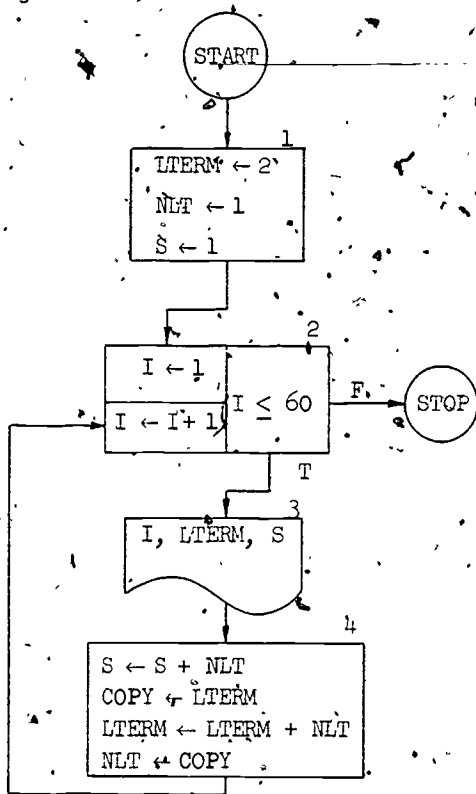 START
1
LTERM ← 2
NLT ← 1
S ← 1
2
I ← 1
I ← I + 1
I ≤ 60
F
STOP
T
3
I, LTERM, S
4
S ← S + NLT
COPY ← LTERM
LTERM ← LTERM + NLT
NLT ← COPY